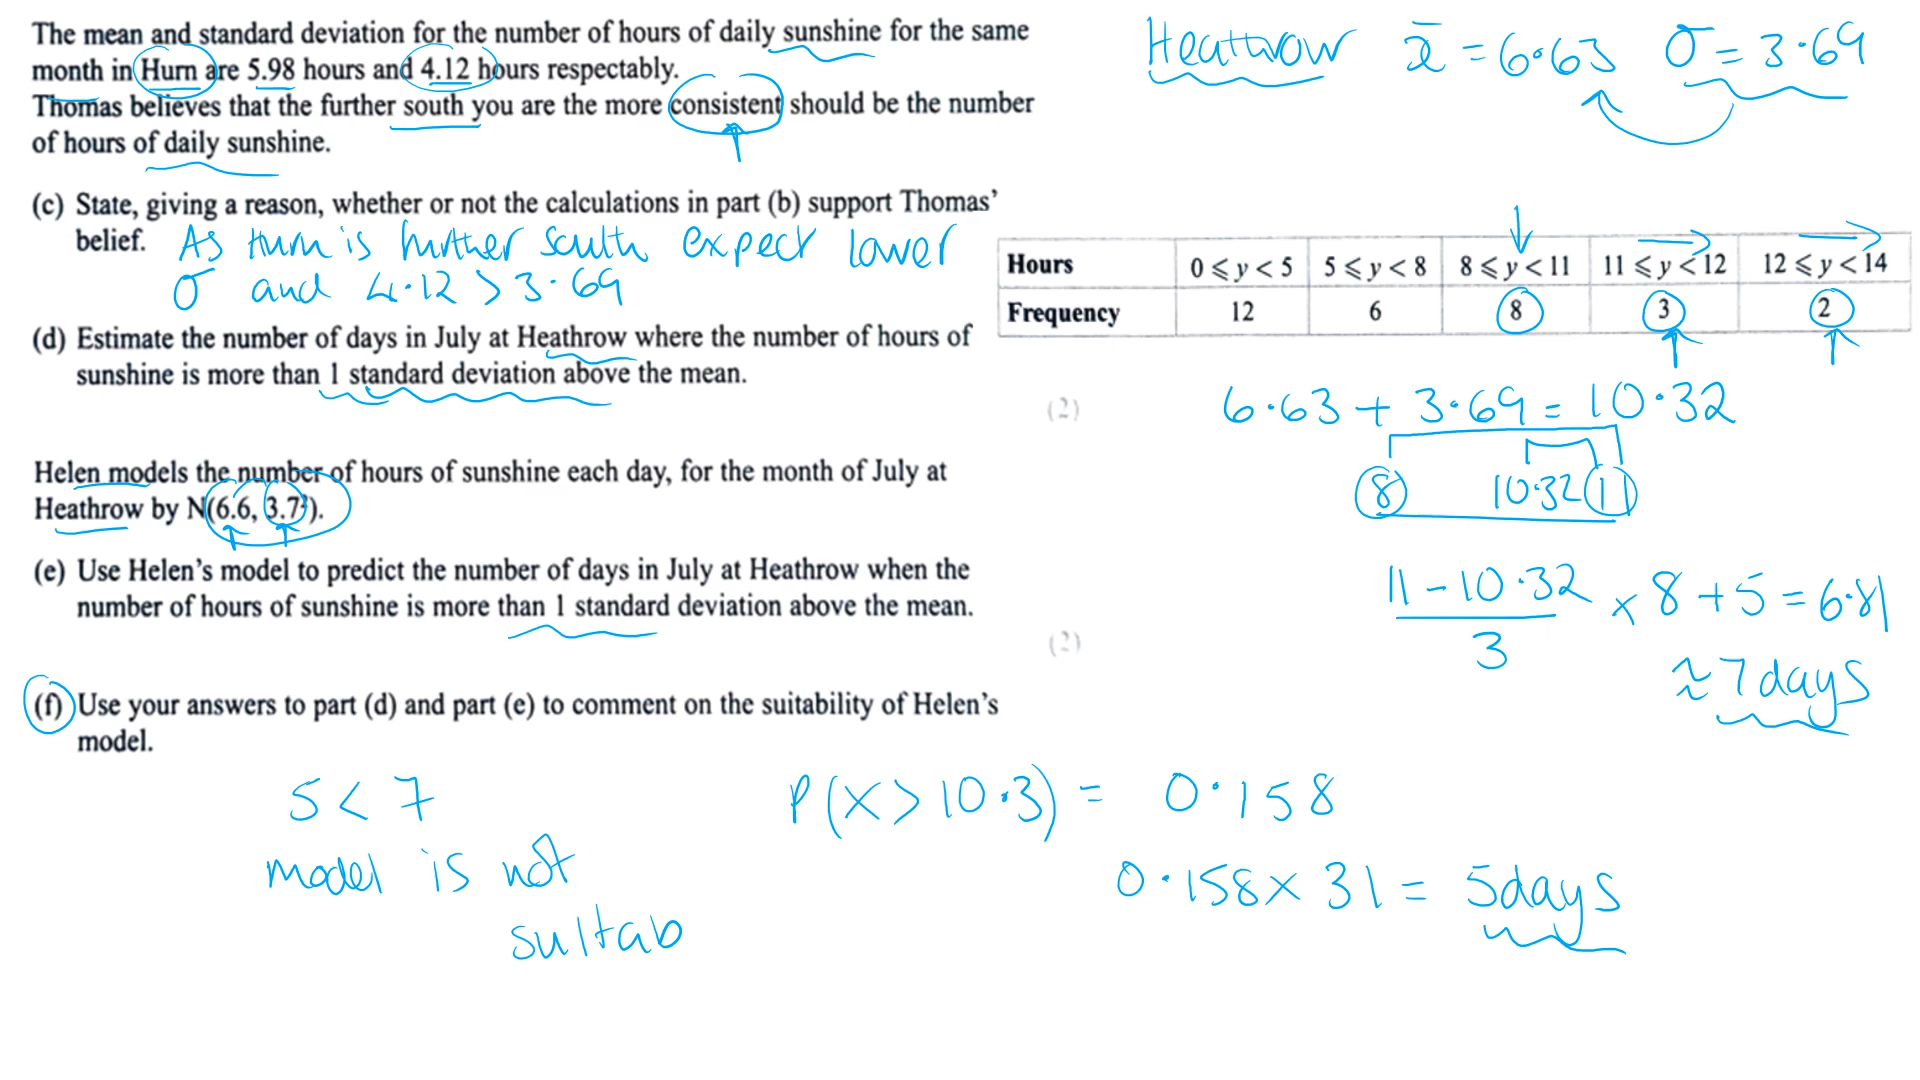 The mean and standard deviation for the number of hours of daily sunshine for the same
month in Hurn are 5.98 hours and 4.12 hours respectably.
Thomas believes that the further south you are the more consistent should be the number
of hours of daily sunshine.
Heathrow x̄ = 6.63 σ = 3.69
(c) State, giving a reason, whether or not the calculations in part (b) support Thomas’
belief.
As Hurn is further south expect lower
σ and 4.12 > 3.69
Hours 0 ⩽ y < 5 5 ⩽ y < 8 8 ⩽ y < 11 11 ⩽ y < 12 12 ⩽ y < 14
Frequency 12 6 8 3 2
(d) Estimate the number of days in July at Heathrow where the number of hours of
sunshine is more than 1 standard deviation above the mean.
(2)
6.63 + 3.69 = 10.32
8 10.32 11
Helen models the number of hours of sunshine each day, for the month of July at
Heathrow by N(6.6, 3.7²).
(e) Use Helen’s model to predict the number of days in July at Heathrow when the
number of hours of sunshine is more than 1 standard deviation above the mean.
(2)
11 - 10.32
3
× 8 + 5 = 6.81
≈ 7 days
(f) Use your answers to part (d) and part (e) to comment on the suitability of Helen’s
model.
5 < 7
model is not
suitab
P(X > 10.3) = 0.158
0.158 × 31 = 5 days